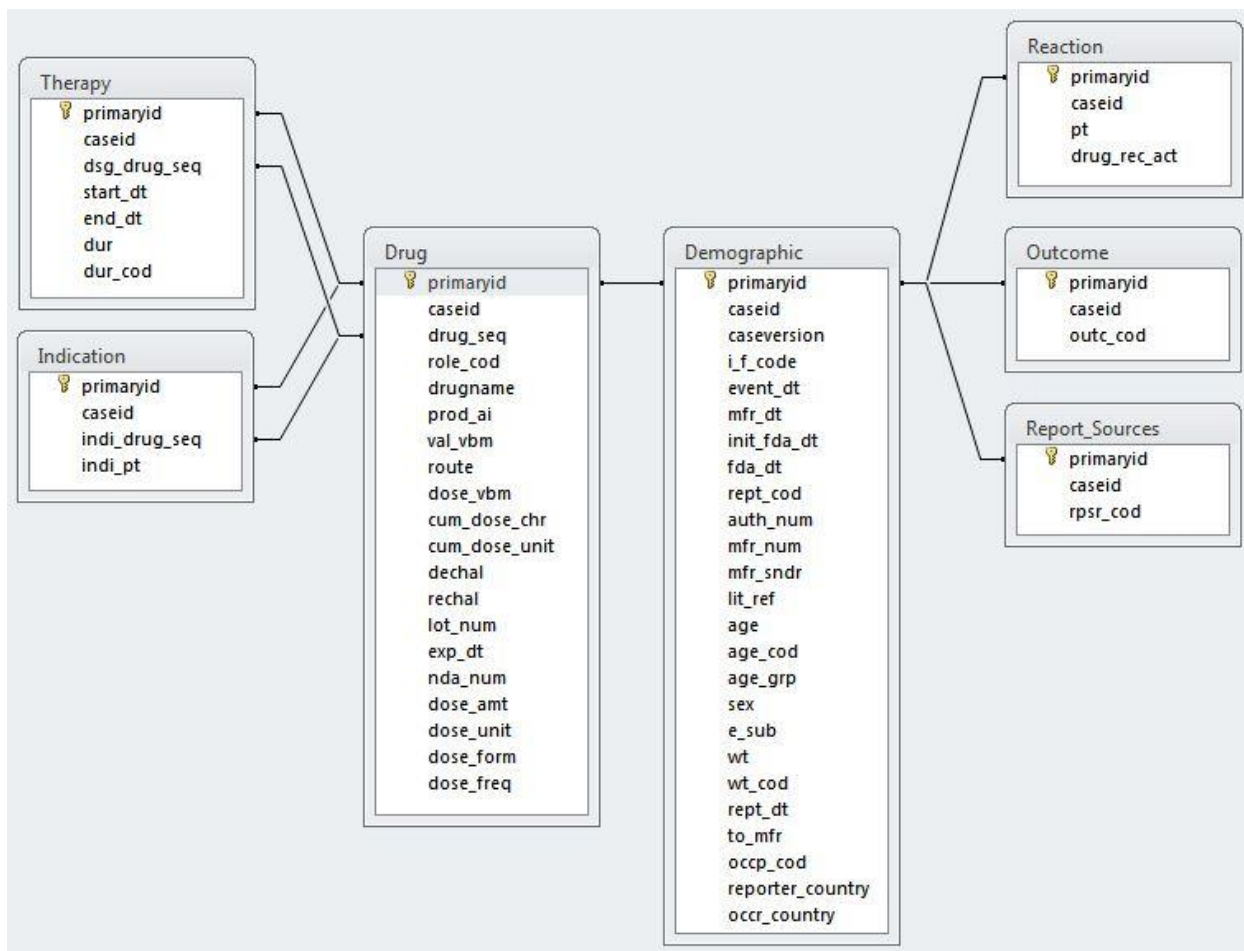 Therapy
primaryid
caseid
dsg_drug_seq
start_dt
end_dt
dur
dur_cod
Indication
primaryid
caseid
indi_drug_seq
indi_pt
Drug
primaryid
caseid
drug_seq
role_cod
drugname
prod_ai
val_vbm
route
dose_vbm
cum_dose_chr
cum_dose_unit
dechal
rechal
lot_num
exp_dt
nda_num
dose_amt
dose_unit
dose_form
dose_freq
Demographic
primaryid
caseid
caseversion
i_f_code
event_dt
mfr_dt
init_fda_dt
fda_dt
rept_cod
auth_num
mfr_num
mfr_sndr
lit_ref
age
age_cod
age_grp
sex
e_sub
wt
wt_cod
rept_dt
to_mfr
occp_cod
reporter_country
occr_country
Reaction
primaryid
caseid
pt
drug_rec_act
Outcome
primaryid
caseid
outc_cod
Report_Sources
primaryid
caseid
rpsr_cod